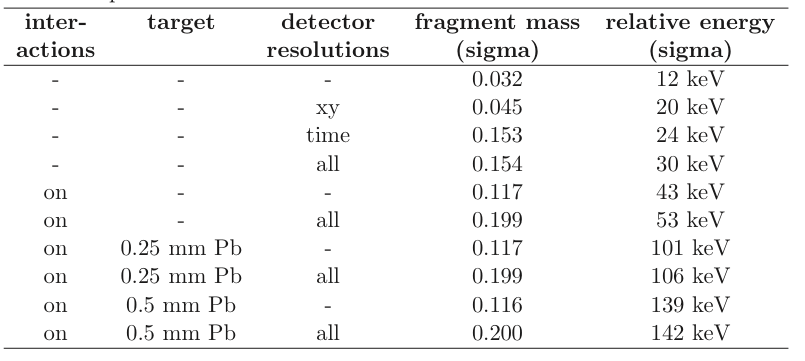 inter- target detector fragment mass relative energy
actions resolutions (sigma) (sigma)
- - - 0.032 12 keV
- - xy 0.045 20 keV
- - time 0.153 24 keV
- - all 0.154 30 keV
on - - 0.117 43 keV
on - all 0.199 53 keV
on 0.25 mm Pb - 0.117 101 keV
on 0.25 mm Pb all 0.199 106 keV
on 0.5 mm Pb - 0.116 139 keV
on 0.5 mm Pb all 0.200 142 keV